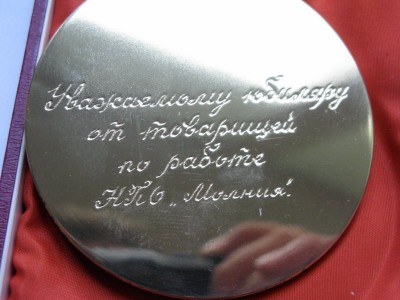 Уважаемому юбиляру
от товарищей
по работе
НПО „Молния".